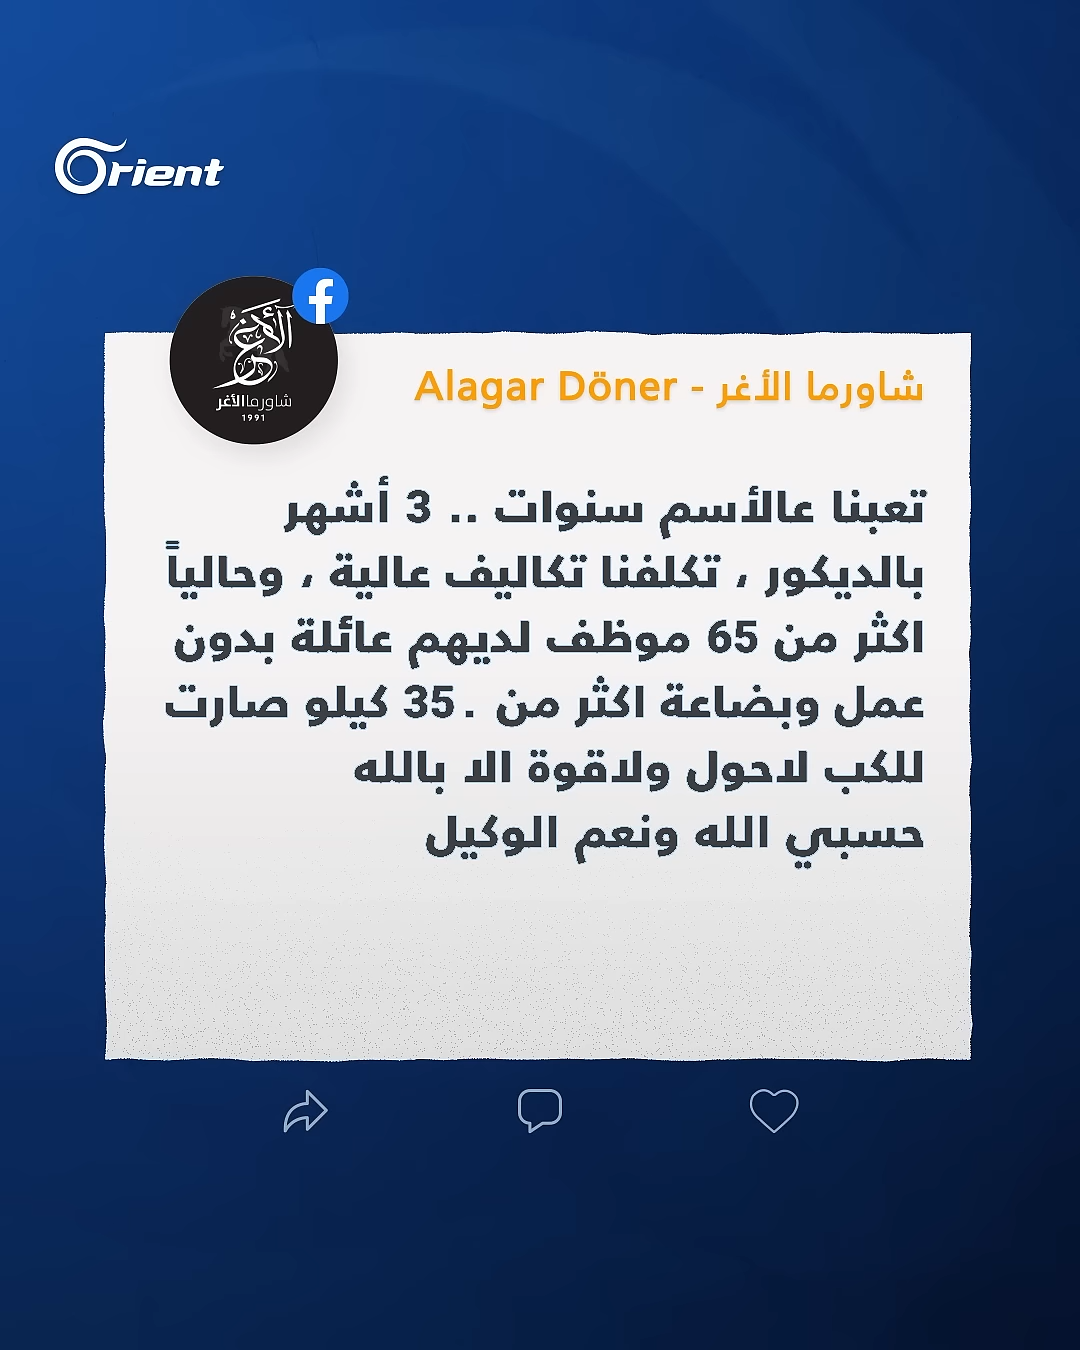 Orient
الأغر
شاورما الأغر
1991
شاورما الأغر - Alagar Döner
تعبنا عالأسم سنوات .. 3 أشهر
بالديكور ، تكلفنا تكاليف عالية ، وحالياً
اكثر من 65 موظف لديهم عائلة بدون
عمل وبضاعة اكثر من .35 كيلو صارت
للكب لاحول ولاقوة الا بالله
حسبي الله ونعم الوكيل